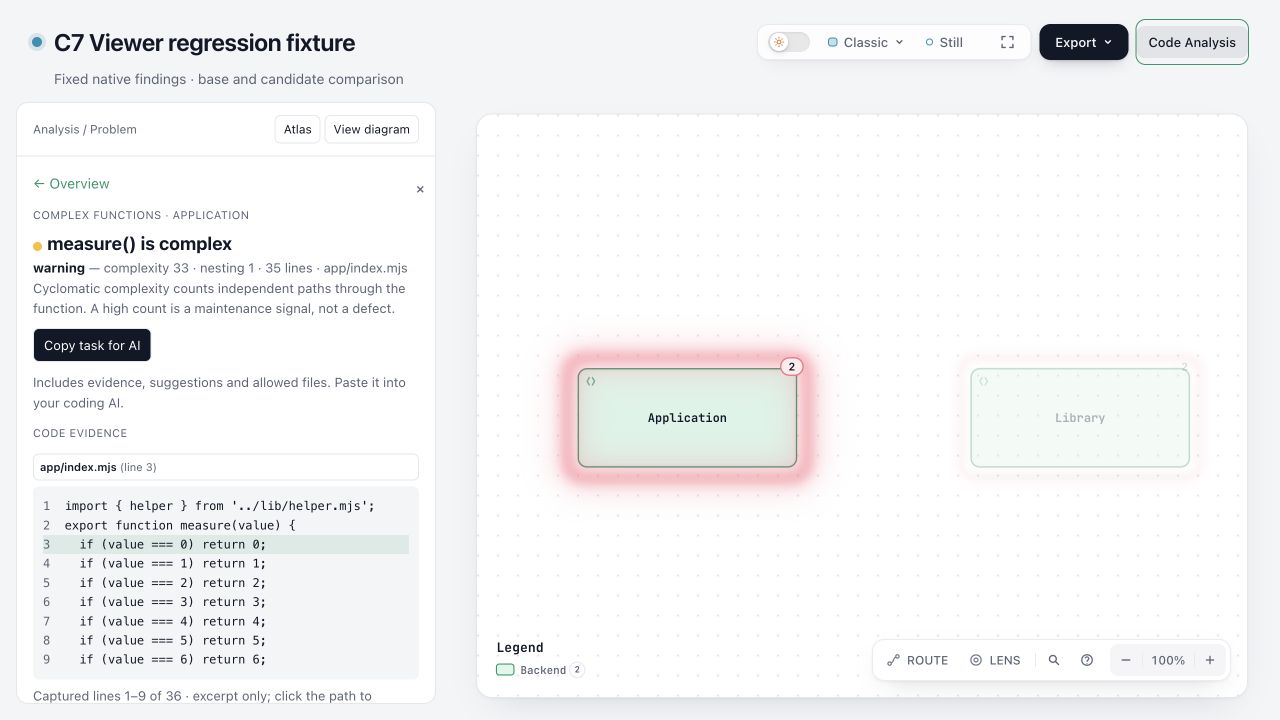 C7 Viewer regression fixture
Fixed native findings · base and candidate comparison
Classic
Still
Export
Code Analysis
Analysis / Problem
Atlas
View diagram
← Overview
×
COMPLEX FUNCTIONS · APPLICATION
measure() is complex
warning — complexity 33 · nesting 1 · 35 lines · app/index.mjs
Cyclomatic complexity counts independent paths through the
function. A high count is a maintenance signal, not a defect.
Copy task for AI
Includes evidence, suggestions and allowed files. Paste it into
your coding AI.
CODE EVIDENCE
app/index.mjs (line 3)
1 import { helper } from '../lib/helper.mjs';
2 export function measure(value) {
3 if (value === 0) return 0;
4 if (value === 1) return 1;
5 if (value === 2) return 2;
6 if (value === 3) return 3;
7 if (value === 4) return 4;
8 if (value === 5) return 5;
9 if (value === 6) return 6;
Captured lines 1–9 of 36 · excerpt only; click the path to
2
Application
2
Library
Legend
Backend 2
ROUTE
LENS
− 100% +